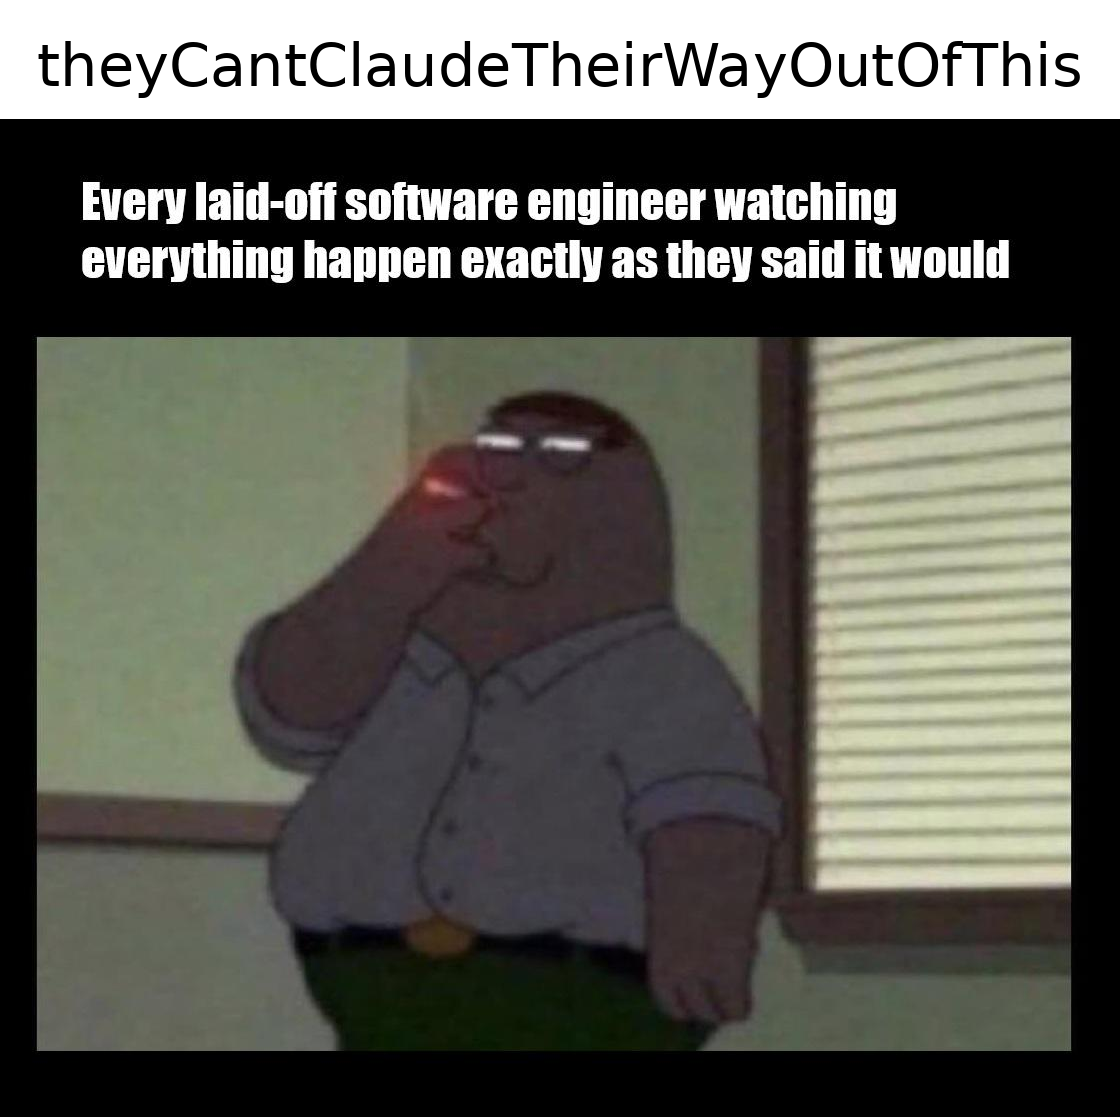 theyCantClaudeTheirWayOutOfThis
Every laid-off software engineer watching
everything happen exactly as they said it would